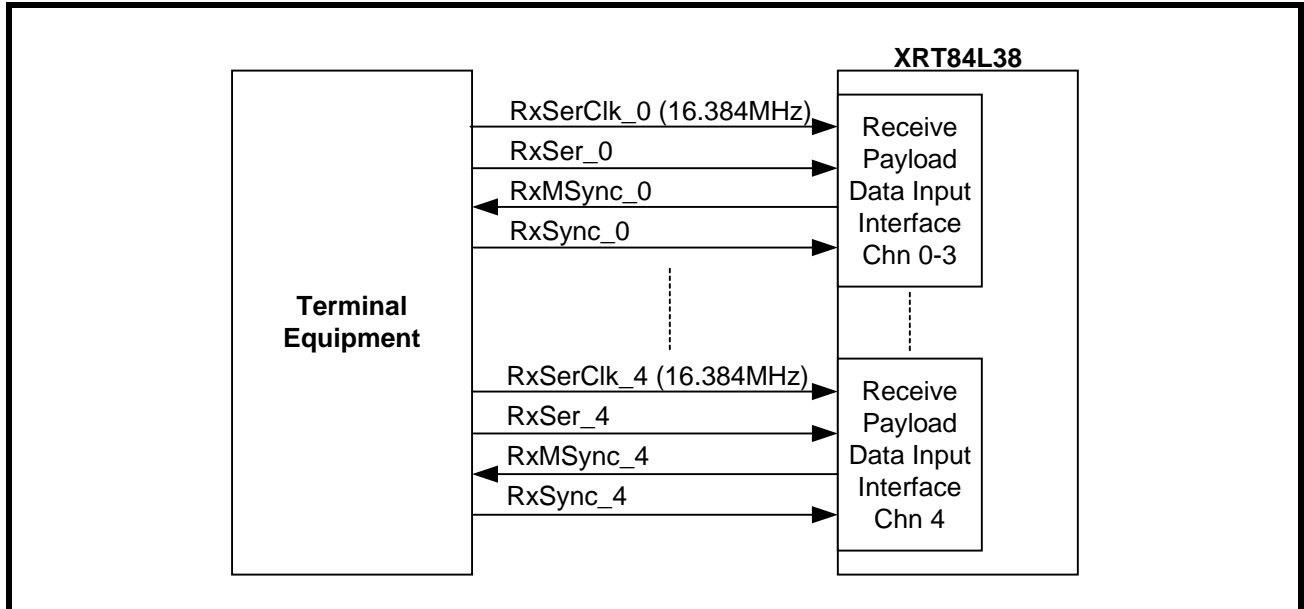 XRT84L38
RxSerClk_0 (16.384MHz)
RxSer_0
RxMSync_0
RxSync_0
Receive
Payload
Data Input
Interface
Chn 0-3
Terminal
Equipment
RxSerClk_4 (16.384MHz)
RxSer_4
RxMSync_4
RxSync_4
Receive
Payload
Data Input
Interface
Chn 4